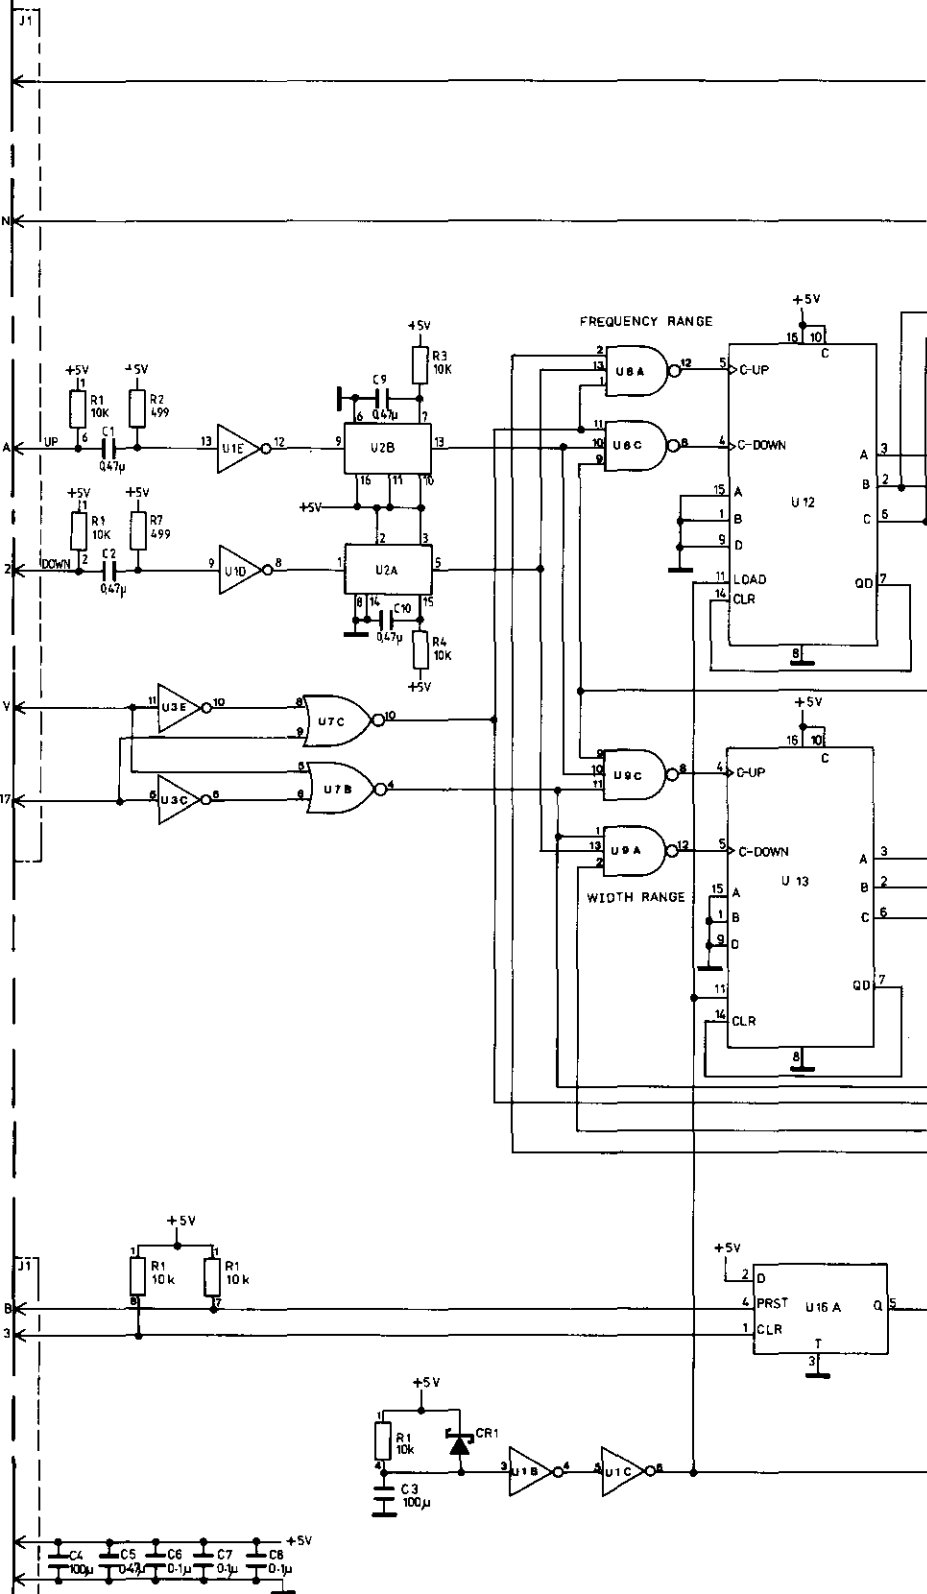 J1
N
+5V
FREQUENCY RANGE
+5V
16 10
C
R3
10K
2
13
1
U8A
12
5
C-UP
+5V
1
R1
10K
6
+5V
R2
499
C9
0,47µ
6
7
A
UP
C1
0,47µ
13
U1E
12
9
U2B
13
11
10
9
U8C
8
4
C-DOWN
A
3
B
2
C
6
U 12
16
11
10
+5V
1
R1
10K
2
+5V
R7
499
+5V
2
3
15
A
1
B
9
D
2
DOWN
C2
0,47µ
9
U1D
8
1
U2A
5
11
LOAD
14
CLR
QD
7
8
14
C10
0,47µ
15
R4
10K
+5V
8
V
11
U3E
10
8
9
U7C
10
+5V
16 10
C
17
5
U3C
6
5
6
U7B
4
9
10
11
U9C
8
4
C-UP
1
13
2
U9A
12
5
C-DOWN
A
3
B
2
C
6
U 13
WIDTH RANGE
15
A
1
B
9
D
11
14
CLR
QD
7
8
J1
+5V
1
R1
10k
8
1
R1
10k
7
+5V
2
D
B
4
PRST
U16 A
Q
5
3
1
CLR
T
3
+5V
1
R1
10k
4
CR1
3
U1B
4
5
U1C
6
C3
100µ
+5V
C4
100µ
C5
0·47µ
C6
0·1µ
C7
0·1µ
C8
0·1µ